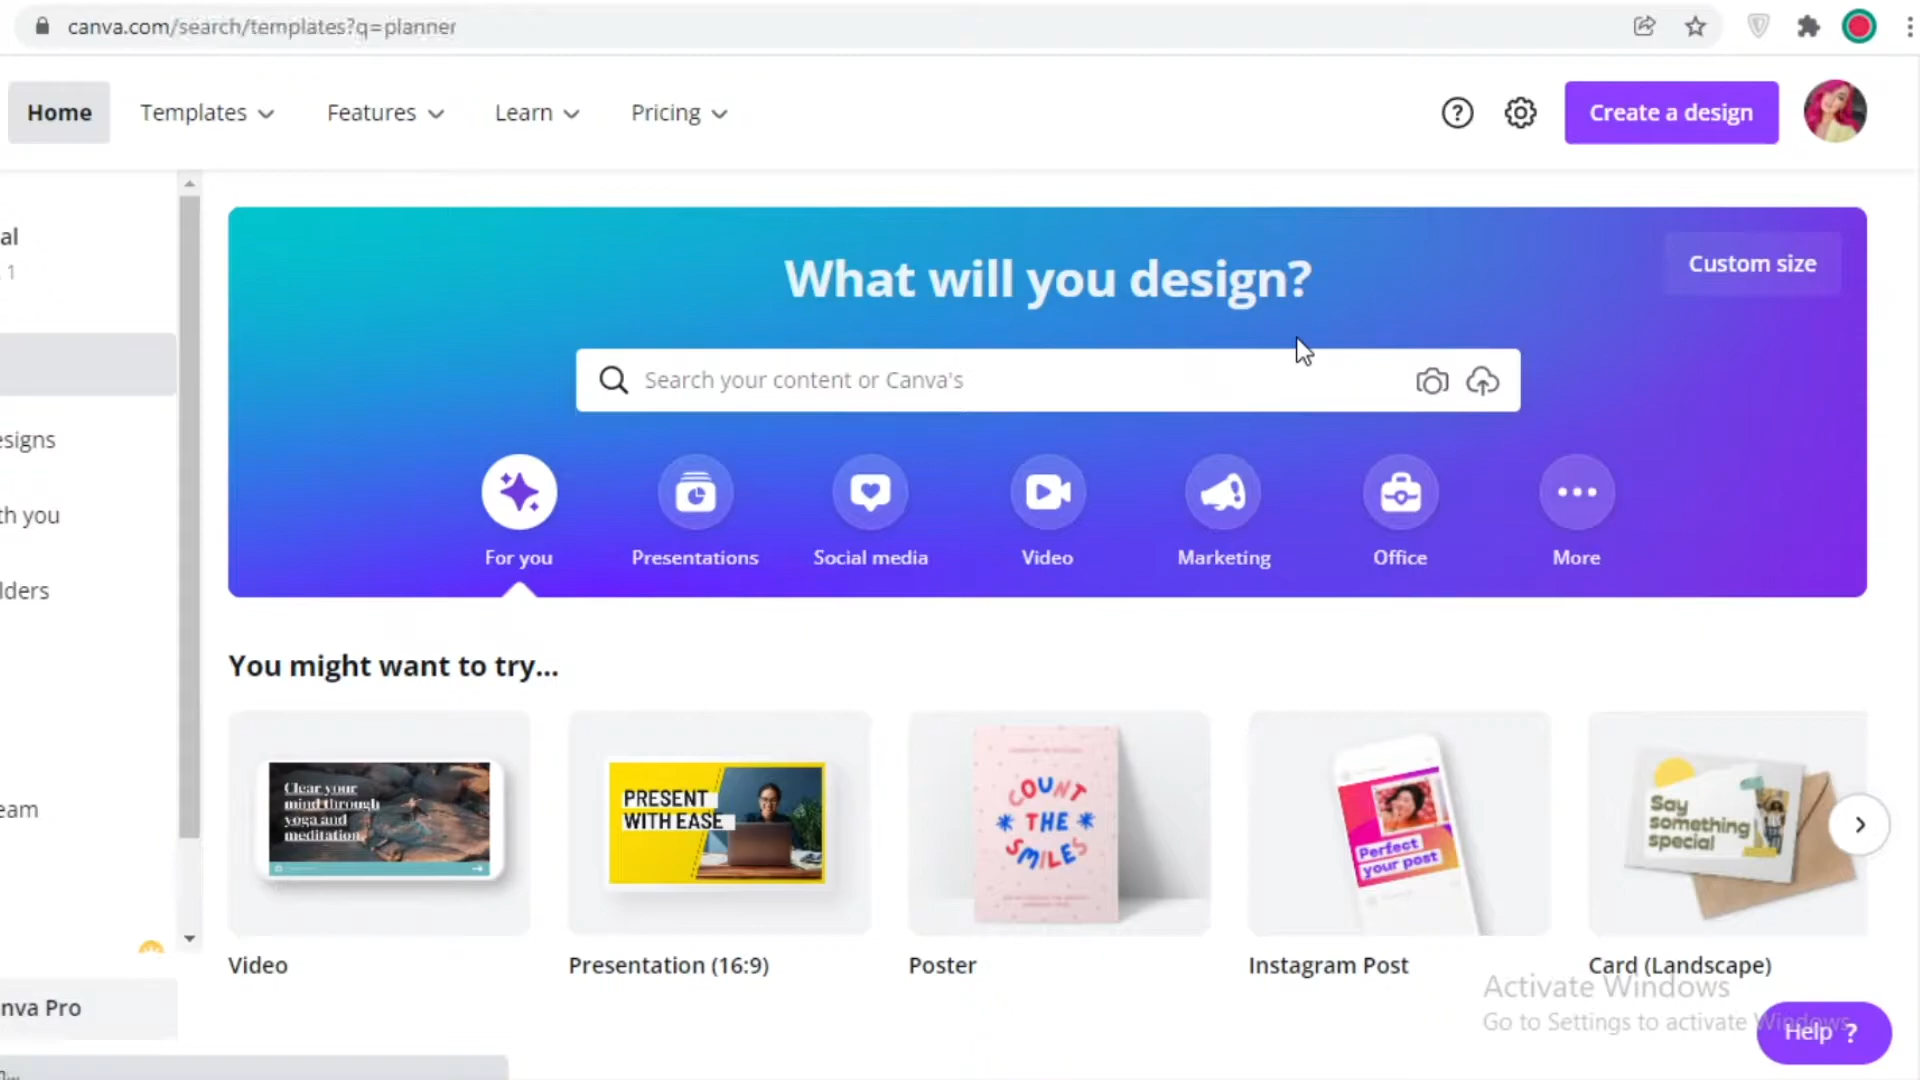 canva.com/search/templates?q=planner
Home
Templates
Features
Learn
Pricing
Create a design
al
1
esigns
th you
lders
eam
nva Pro
What will you design?
Custom size
Search your content or Canva's
For you
Presentations
Social media
Video
Marketing
Office
More
You might want to try...
Clear your
mind through
yoga and
meditation.
PRESENT
WITH EASE
COUNT
* THE *
SMILES
Perfect
your post
Say
something
special
Video
Presentation (16:9)
Poster
Instagram Post
Card (Landscape)
Activate Windows
Go to Settings to activate Windows.
Help ?